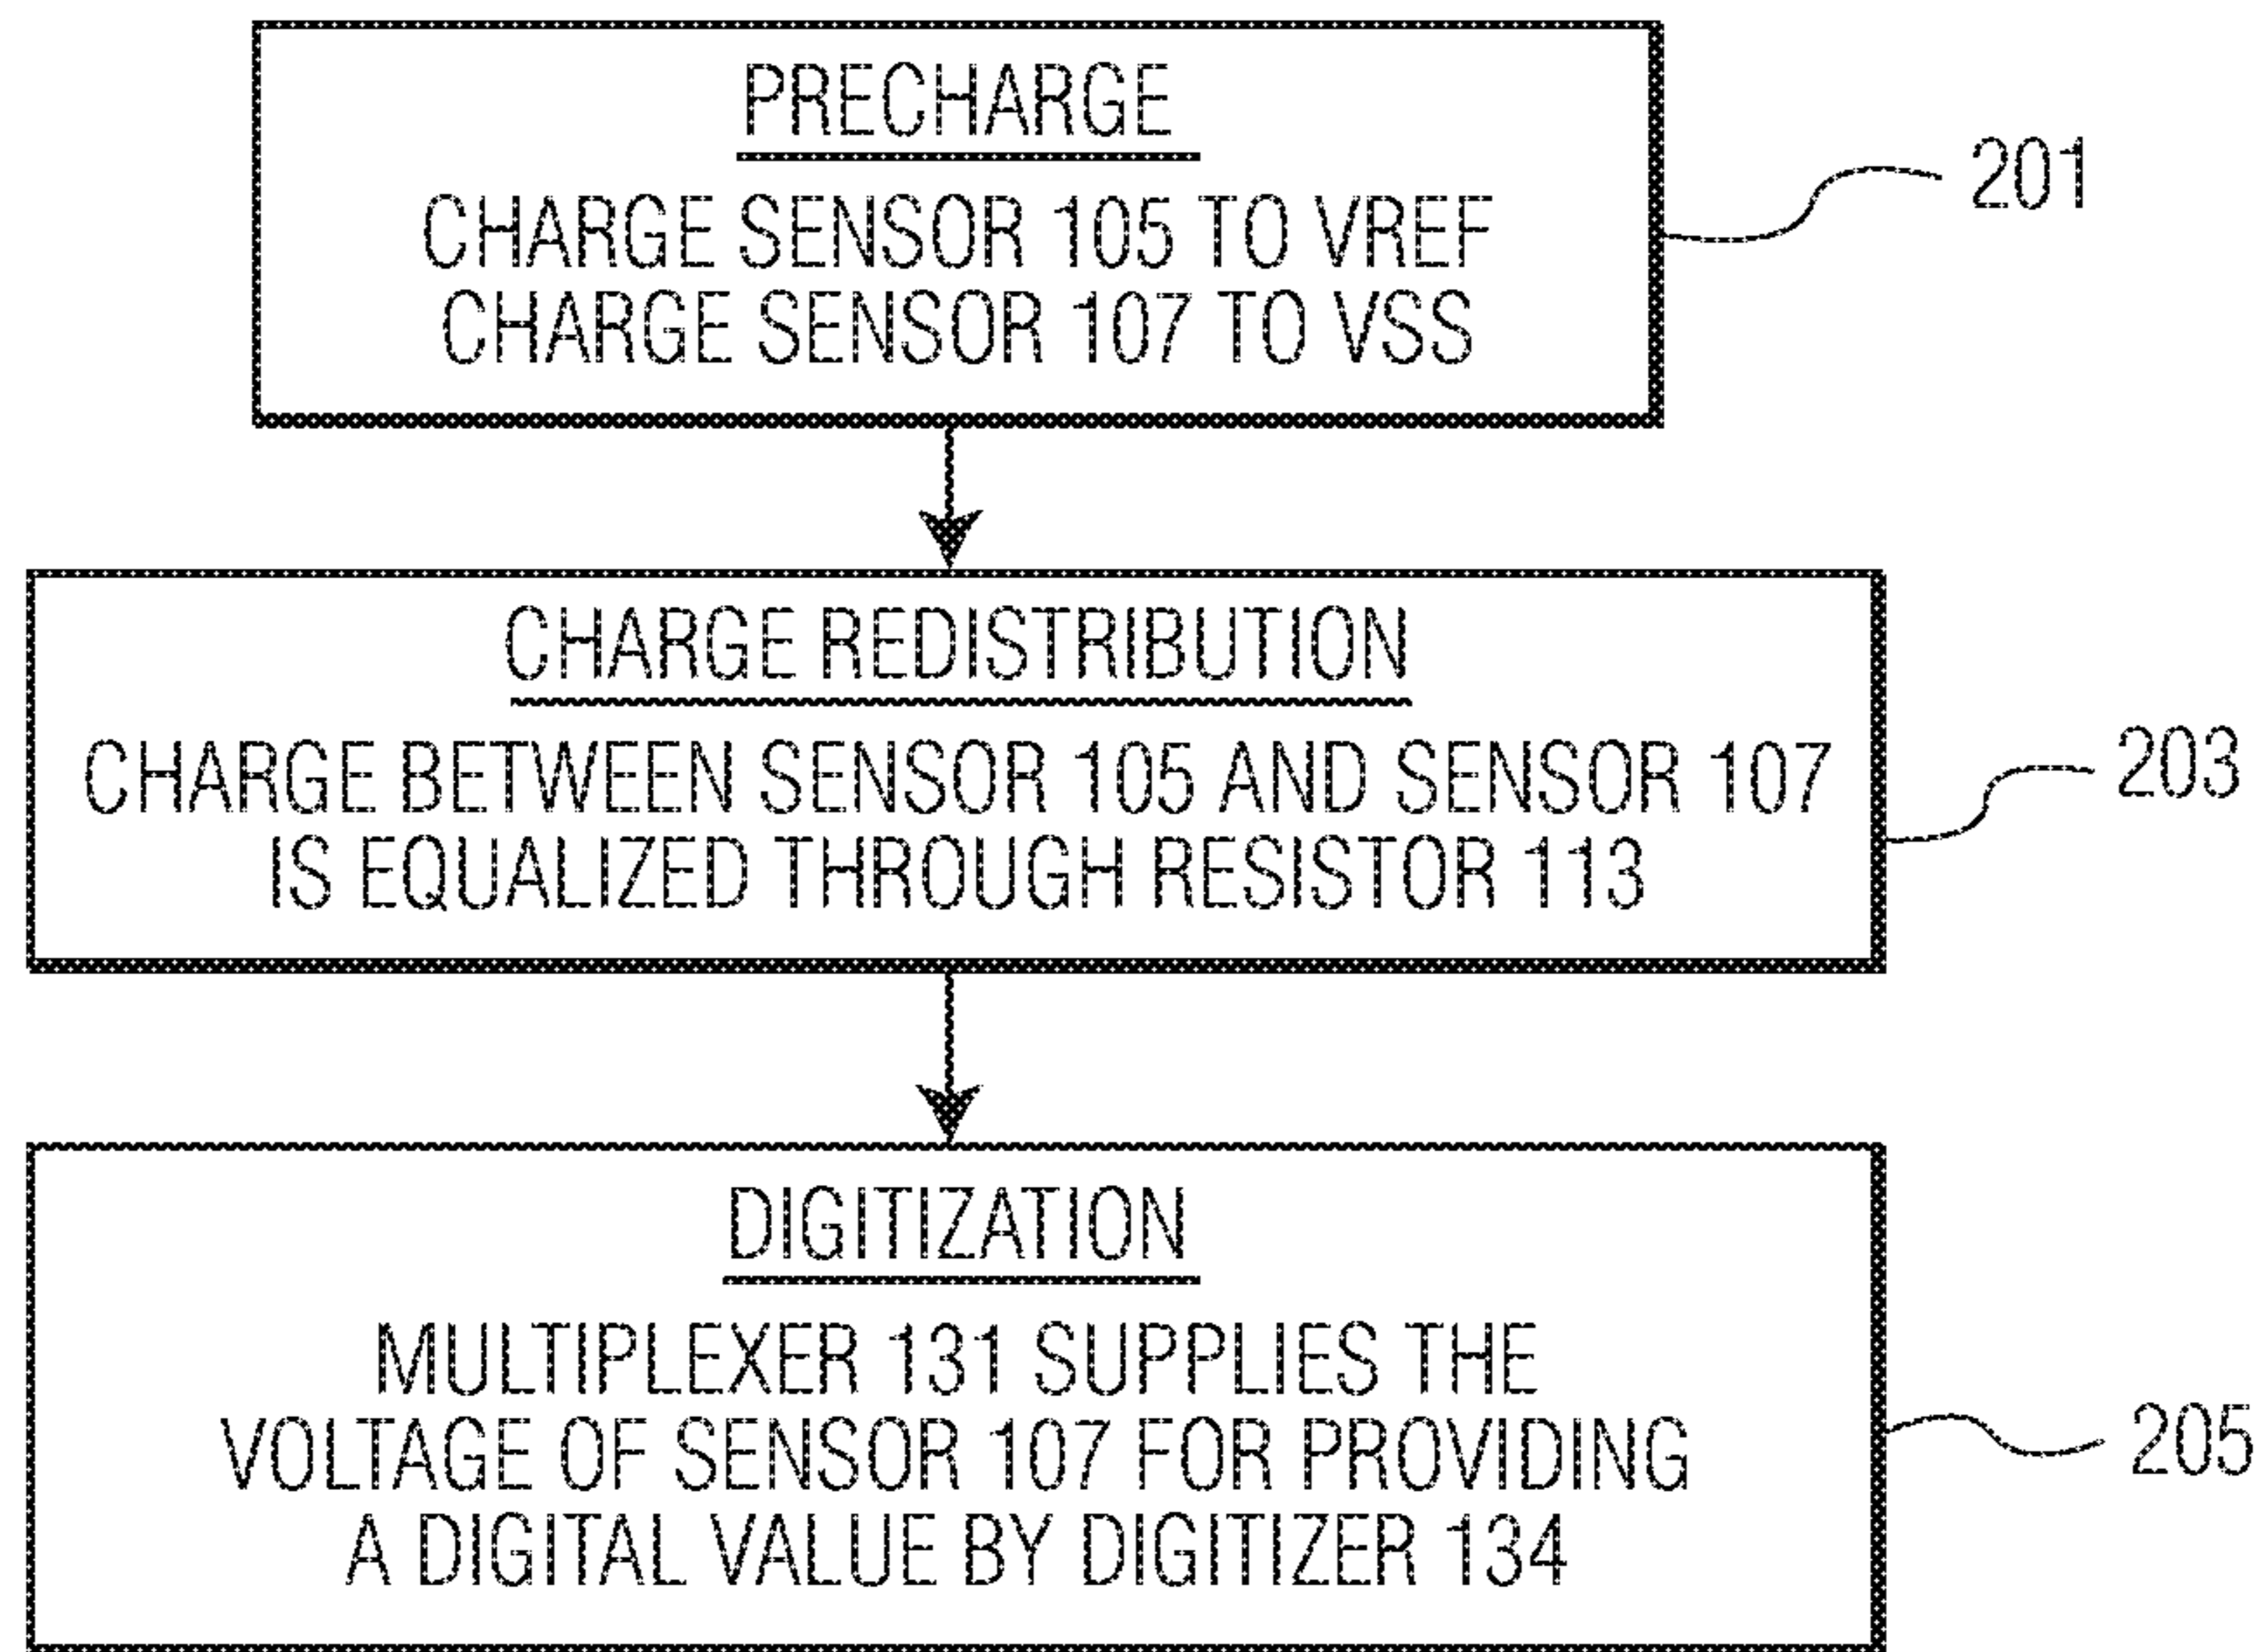 PRECHARGE
CHARGE SENSOR 105 TO VREF
CHARGE SENSOR 107 TO VSS
201
CHARGE REDISTRIBUTION
CHARGE BETWEEN SENSOR 105 AND SENSOR 107
IS EQUALIZED THROUGH RESISTOR 113
203
DIGITIZATION
MULTIPLEXER 131 SUPPLIES THE
VOLTAGE OF SENSOR 107 FOR PROVIDING
A DIGITAL VALUE BY DIGITIZER 134
205